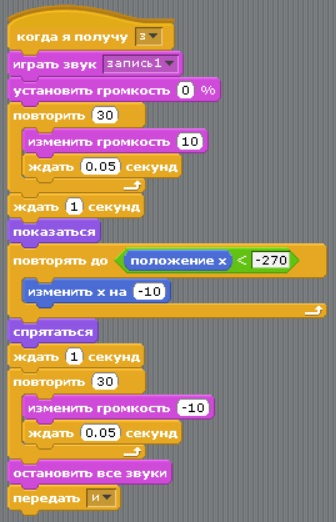 когда я получу з
играть звук запись1
установить громкость 0 %
повторить 30
изменить громкость 10
ждать 0.05 секунд
ждать 1 секунд
показаться
повторять до положение x < -270
изменить x на -10
спрятаться
ждать 1 секунд
повторить 30
изменить громкость -10
ждать 0.05 секунд
остановить все звуки
передать и